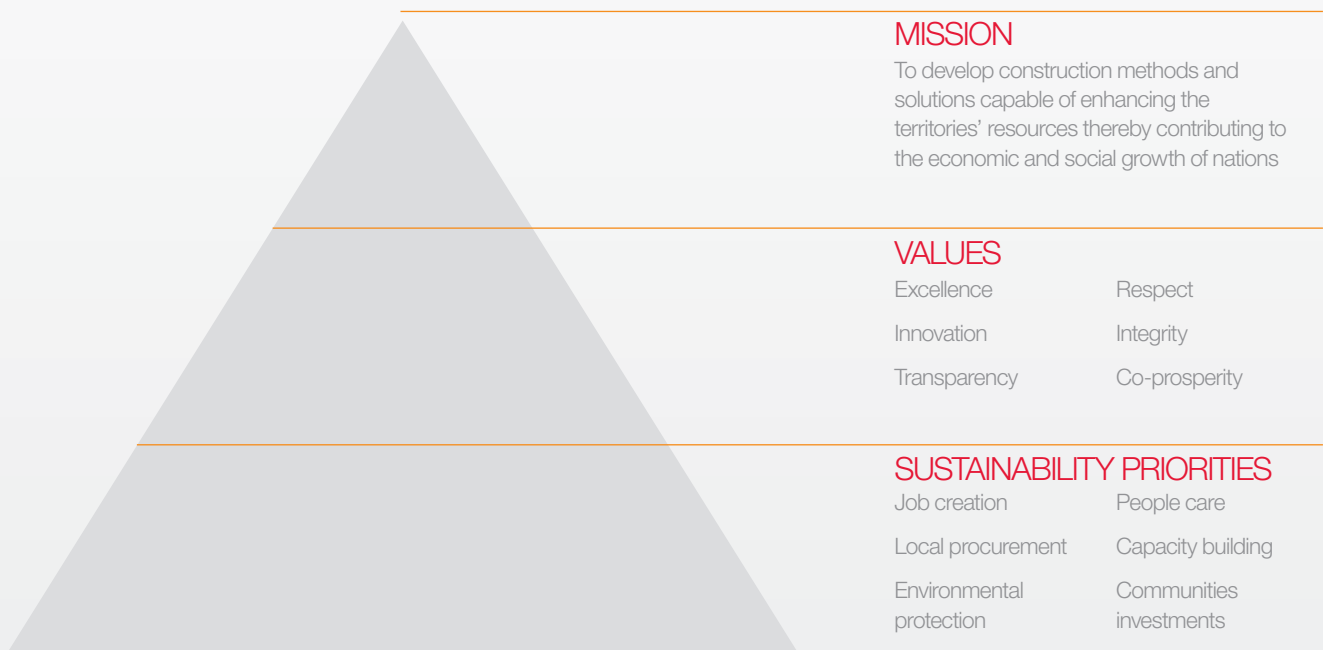 MISSION
To develop construction methods and
solutions capable of enhancing the
territories’ resources thereby contributing to
the economic and social growth of nations
VALUES
Excellence Respect
Innovation Integrity
Transparency Co-prosperity
SUSTAINABILITY PRIORITIES
Job creation People care
Local procurement Capacity building
Environmental Communities
protection investments